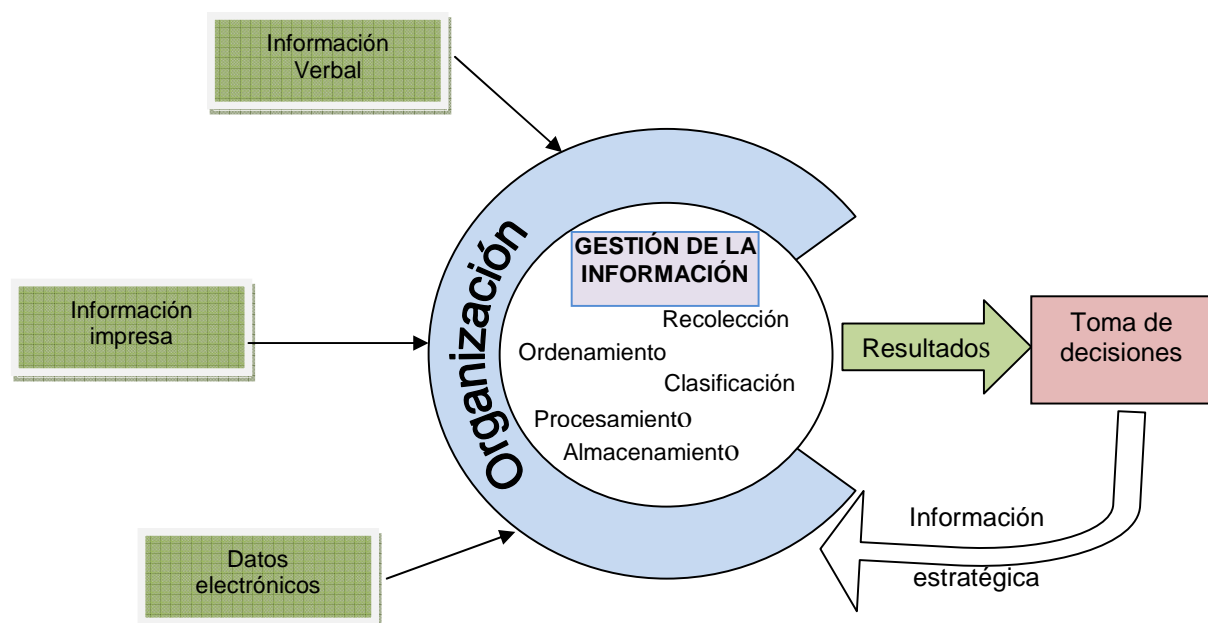 Información
Verbal
Información
impresa
Datos
electrónicos
Organización
GESTIÓN DE LA
INFORMACIÓN
Recolección
Ordenamiento
Clasificación
Procesamiento
Almacenamiento
Resultados
Toma de
decisiones
Información
estratégica